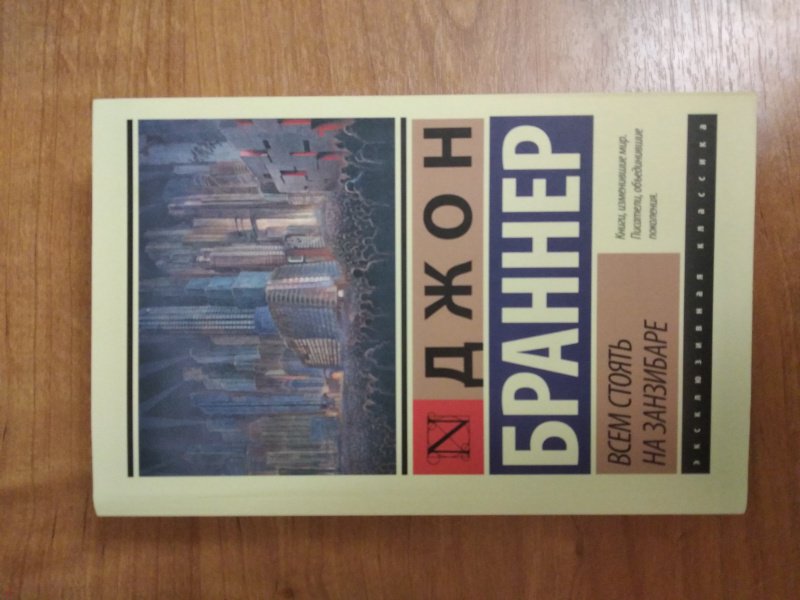 ДЖОН
БРАННЕР
ВСЕМ СТОЯТЬ
НА ЗАНЗИБАРЕ
Книги, изменившие мир.
Писатели, объединившие
поколения.
эксклюзивная классика